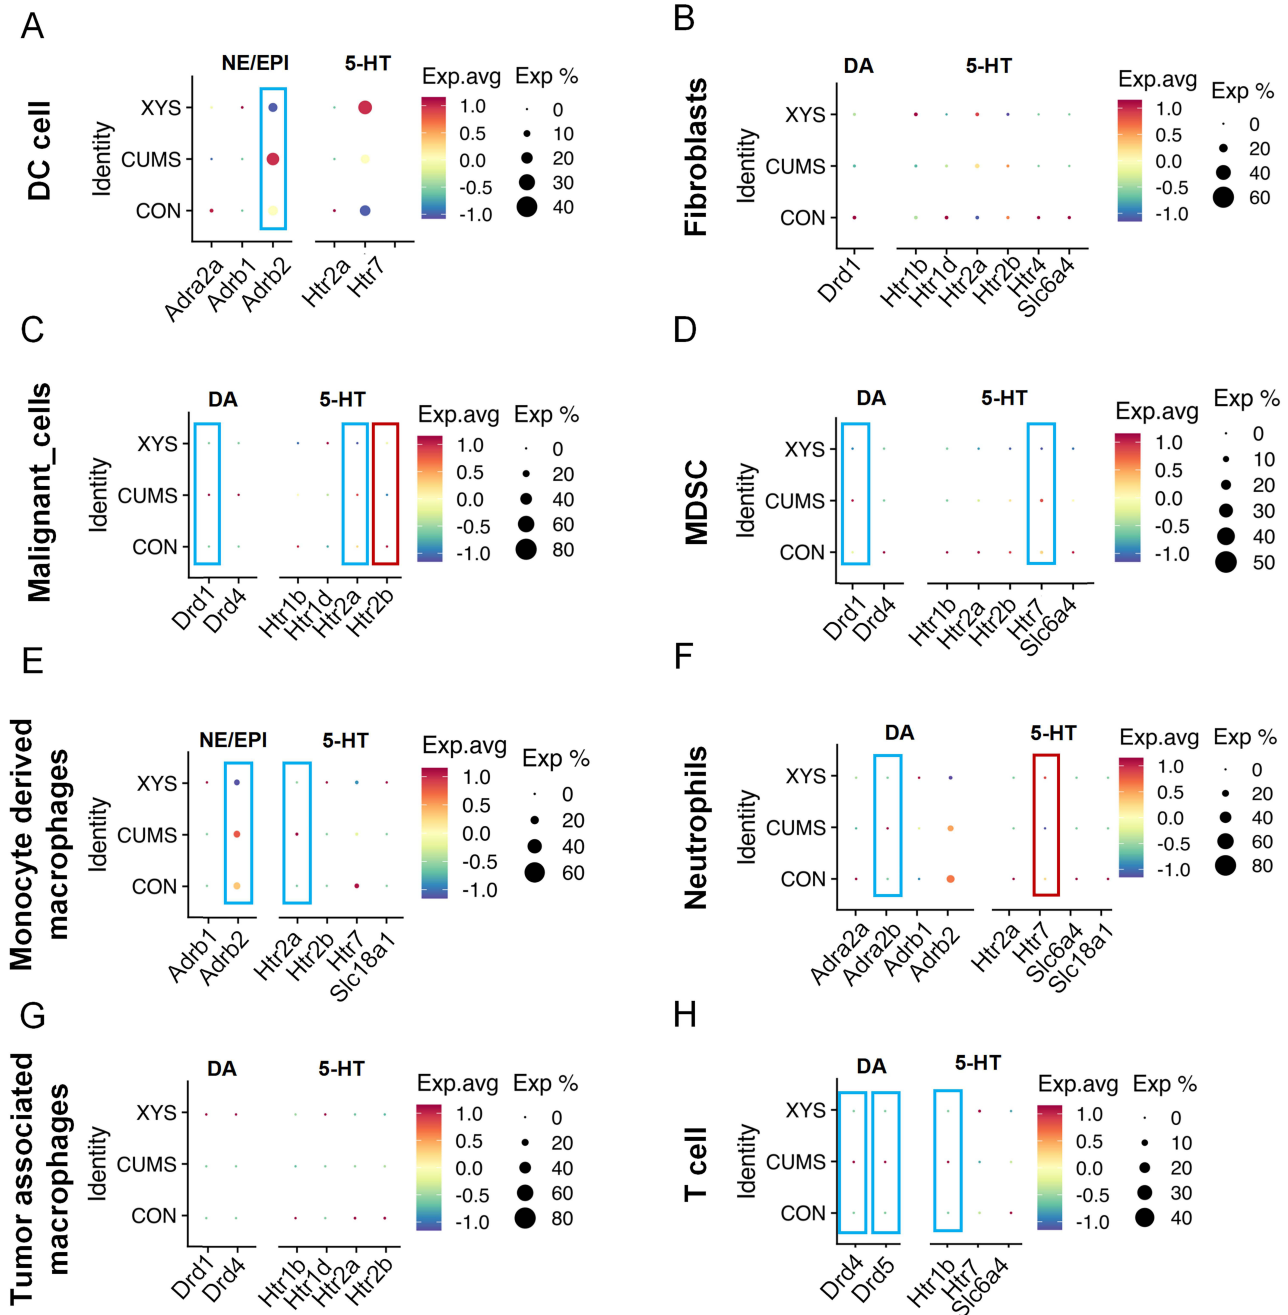 A
DC cell
NE/EPI 5-HT
Identity
XYS
CUMS
CON
Adra2a Adrb1 Adrb2 Htr2a Htr7
Exp.avg Exp %
1.0 0
0.5 10
0.0 20
-0.5 30
-1.0 40
B
Fibroblasts
DA 5-HT
Identity
XYS
CUMS
CON
Drd1 Htr1b Htr1d Htr2a Htr2b Htr4 Slc6a4
Exp.avg Exp %
1.0 0
0.5 20
0.0 40
-0.5 60
-1.0
C
Malignant_cells
DA 5-HT
Identity
XYS
CUMS
CON
Drd1 Drd4 Htr1b Htr1d Htr2a Htr2b
Exp.avg Exp %
1.0 0
0.5 20
0.0 40
-0.5 60
-1.0 80
D
MDSC
DA 5-HT
Identity
XYS
CUMS
CON
Drd1 Drd4 Htr1b Htr2a Htr2b Htr7 Slc6a4
Exp.avg Exp %
1.0 0
0.5 10
0.0 20
-0.5 30
-1.0 40
50
E
Monocyte derived
macrophages
NE/EPI 5-HT
Identity
XYS
CUMS
CON
Adrb1 Adrb2 Htr2a Htr2b Htr7 Slc18a1
Exp.avg Exp %
1.0 0
0.5 20
0.0 40
-0.5 60
-1.0
F
Neutrophils
DA 5-HT
Identity
XYS
CUMS
CON
Adra2a Adra2b Adrb1 Adrb2 Htr2a Htr7 Slc6a4 Slc18a1
Exp.avg Exp %
1.0 0
0.5 20
0.0 40
-0.5 60
-1.0 80
G
Tumor associated
macrophages
DA 5-HT
Identity
XYS
CUMS
CON
Drd1 Drd4 Htr1b Htr1d Htr2a Htr2b
Exp.avg Exp %
1.0 0
0.5 20
0.0 40
-0.5 60
-1.0 80
H
T cell
DA 5-HT
Identity
XYS
CUMS
CON
Drd4 Drd5 Htr1b Htr7 Slc6a4
Exp.avg Exp %
1.0 0
0.5 10
0.0 20
-0.5 30
-1.0 40